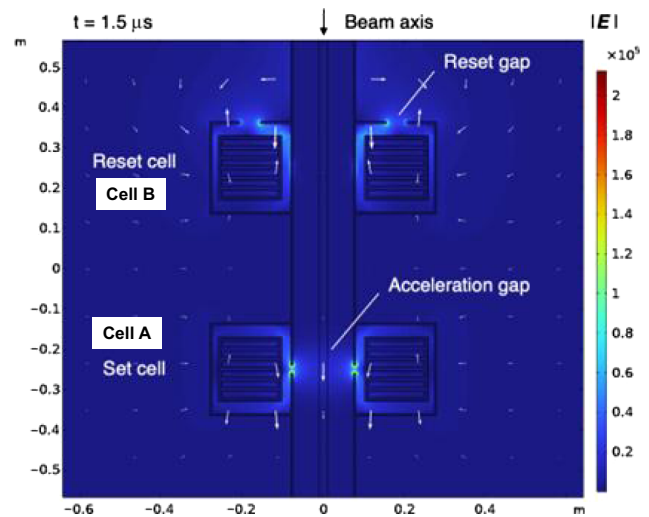 t = 1.5 μs
Beam axis
|E|
m
×10⁵
Reset gap
Reset cell
Cell B
Acceleration gap
Cell A
Set cell
0.5
0.4
0.3
0.2
0.1
0
−0.1
−0.2
−0.3
−0.4
−0.5
−0.6
−0.4
−0.2
0
0.2
0.4
m
2
1.8
1.6
1.4
1.2
1
0.8
0.6
0.4
0.2